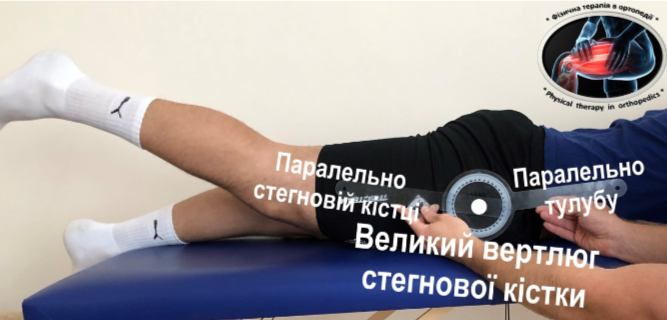 Фізична терапія в ортопедії
Physical therapy in orthopedics
Паралельно
стегновій кістці
Паралельно
тулубу
Великий вертлюг
стегнової кістки